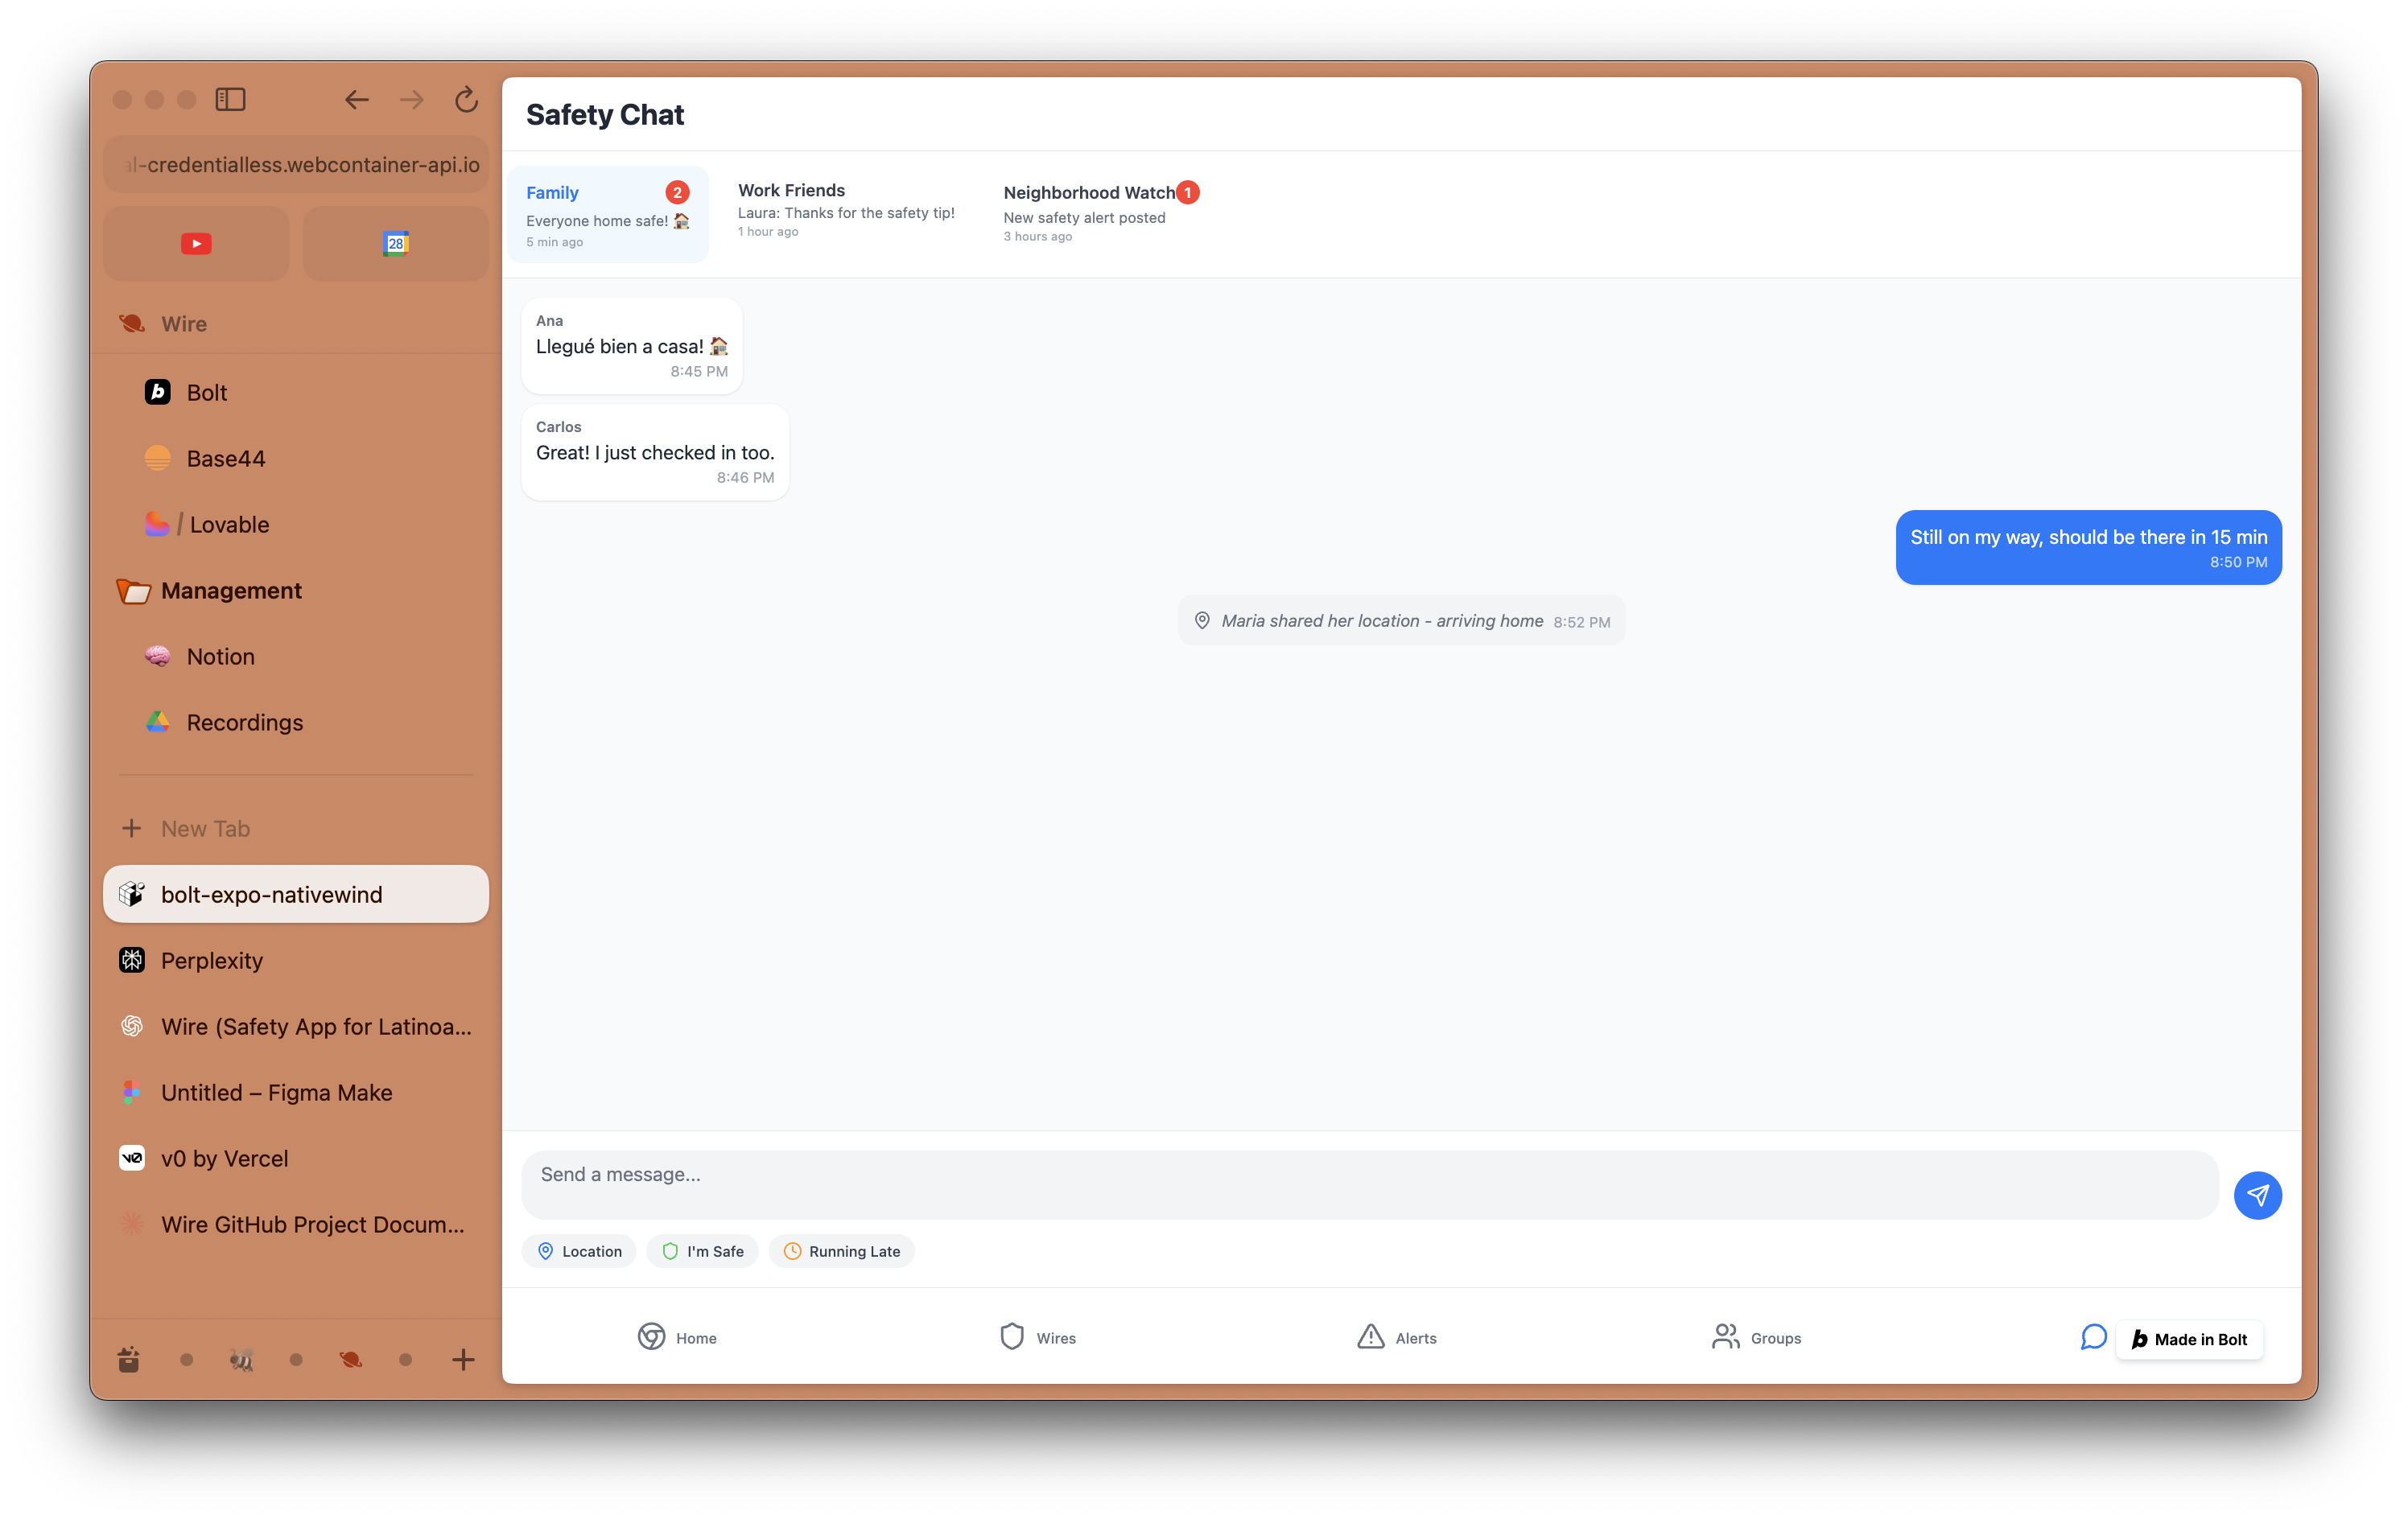 al-credentialless.webcontainer-api.io
28
Wire
Bolt
Base44
/ Lovable
Management
Notion
Recordings
New Tab
bolt-expo-nativewind
Perplexity
Wire (Safety App for Latinoa...
Untitled – Figma Make
v0 by Vercel
Wire GitHub Project Docum...
Safety Chat
Family 2
Everyone home safe! 🏠
5 min ago
Work Friends
Laura: Thanks for the safety tip!
1 hour ago
Neighborhood Watch 1
New safety alert posted
3 hours ago
Ana
Llegué bien a casa! 🏠
8:45 PM
Carlos
Great! I just checked in too.
8:46 PM
Still on my way, should be there in 15 min
8:50 PM
Maria shared her location - arriving home 8:52 PM
Send a message...
Location
I'm Safe
Running Late
Home
Wires
Alerts
Groups
b Made in Bolt